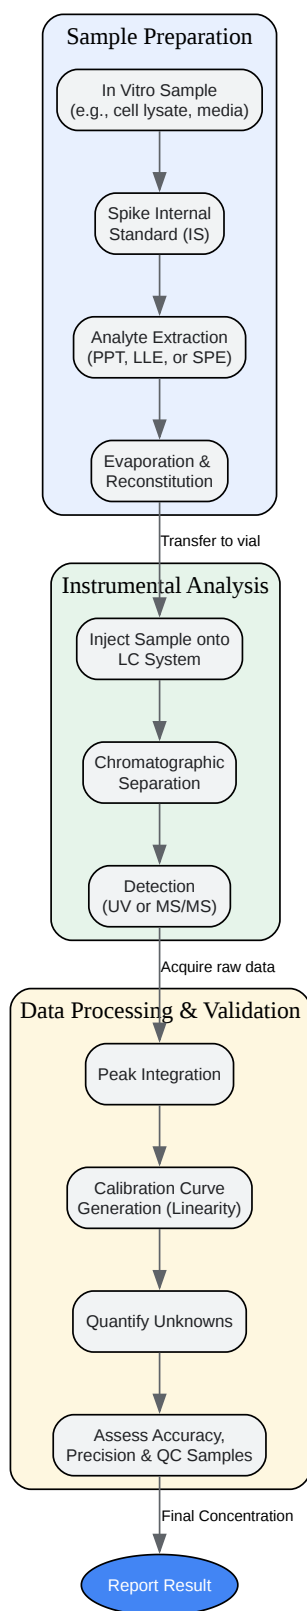 Sample Preparation
In Vitro Sample
(e.g., cell lysate, media)
Spike Internal
Standard (IS)
Analyte Extraction
(PPT, LLE, or SPE)
Evaporation &
Reconstitution
Transfer to vial
Instrumental Analysis
Inject Sample onto
LC System
Chromatographic
Separation
Detection
(UV or MS/MS)
Acquire raw data
Data Processing & Validation
Peak Integration
Calibration Curve
Generation (Linearity)
Quantify Unknowns
Assess Accuracy,
Precision & QC Samples
Final Concentration
Report Result